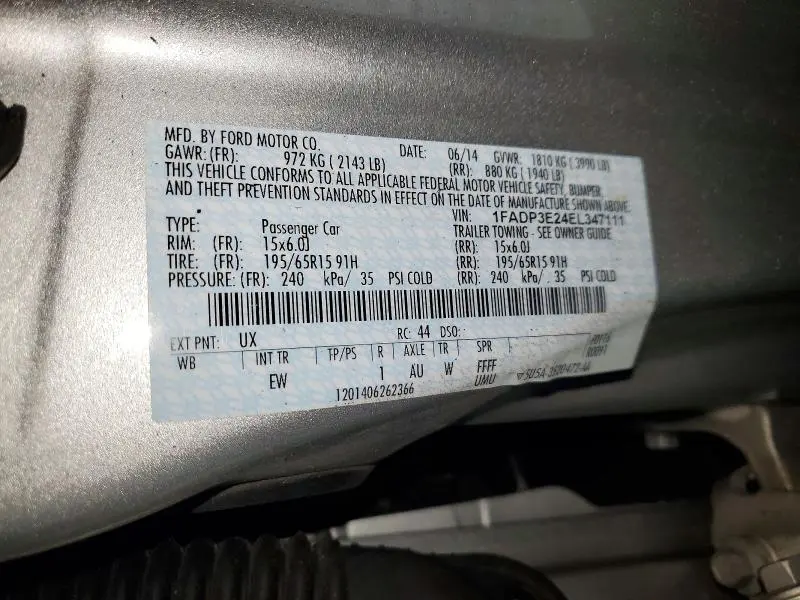 MFD. BY FORD MOTOR CO. DATE: 06/14 GVWR: 1810 KG ( 3990 LB)
GAWR:(FR): 972 KG ( 2143 LB) (RR): 880 KG ( 1940 LB)
THIS VEHICLE CONFORMS TO ALL APPLICABLE FEDERAL MOTOR VEHICLE SAFETY, BUMPER,
AND THEFT PREVENTION STANDARDS IN EFFECT ON THE DATE OF MANUFACTURE SHOWN ABOVE.
VIN: 1FADP3E24EL347111
TYPE: Passenger Car TRAILER TOWING - SEE OWNER GUIDE
RIM: (FR): 15x6.0J (RR): 15x6.0J
TIRE: (FR): 195/65R15 91H (RR): 195/65R15 91H
PRESSURE:(FR): 240 kPa/ 35 PSI COLD (RR): 240 kPa/ 35 PSI COLD
EXT PNT: UX RC: 44 DSO:
WB INT TR TP/PS R AXLE TR SPR
EW 1 AU W FFFF
UMU
1201406262366